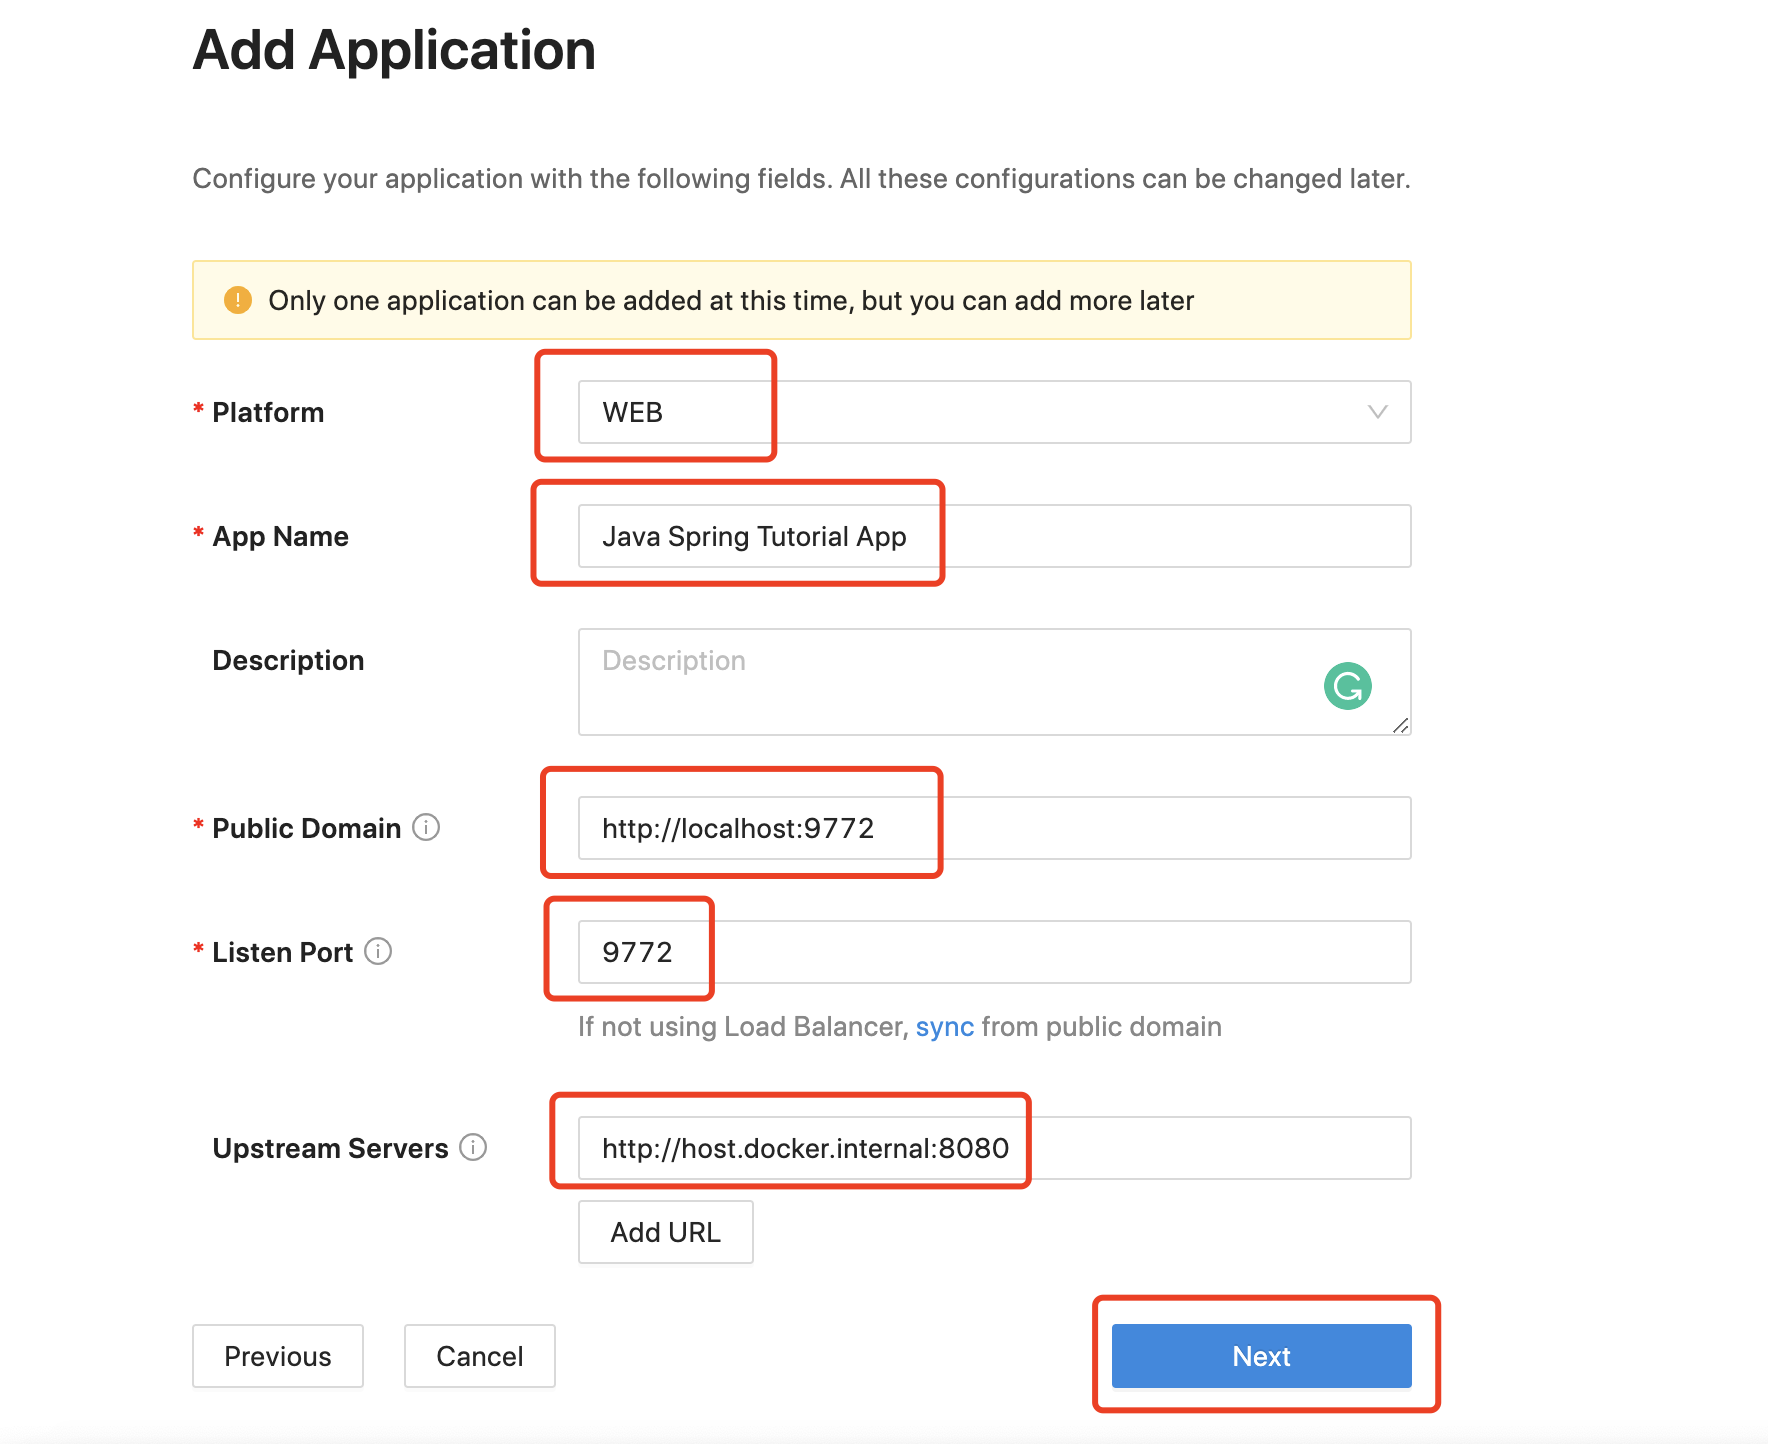 Add Application
Configure your application with the following fields. All these configurations can be changed later.
! Only one application can be added at this time, but you can add more later
* Platform
WEB
* App Name
Java Spring Tutorial App
Description
Description
* Public Domain
http://localhost:9772
* Listen Port
9772
If not using Load Balancer, sync from public domain
Upstream Servers
http://host.docker.internal:8080
Add URL
Previous
Cancel
Next